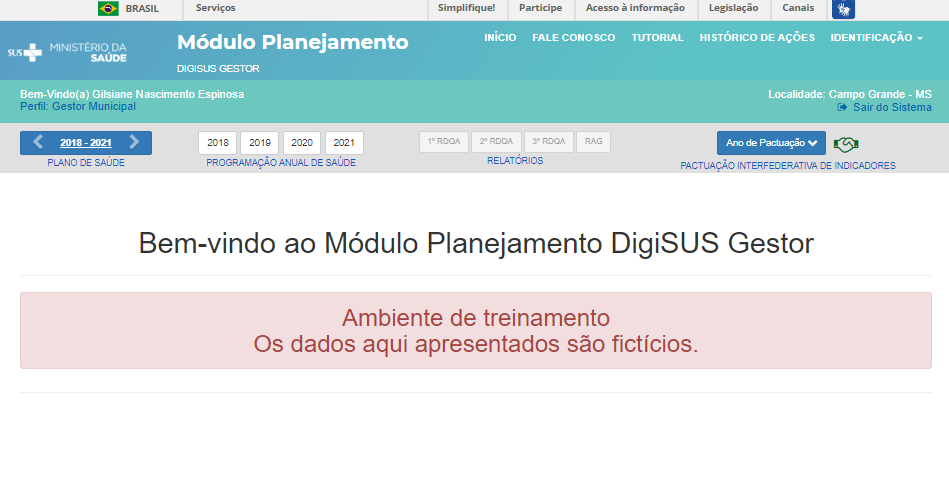 BRASIL
Serviços
Simplifique!
Participe
Acesso à informação
Legislação
Canais
SUS
MINISTÉRIO DA
SAÚDE
Módulo Planejamento
DIGISUS GESTOR
INÍCIO
FALE CONOSCO
TUTORIAL
HISTÓRICO DE AÇÕES
IDENTIFICAÇÃO
Bem-Vindo(a) Gilsiane Nascimento Espinosa
Perfil: Gestor Municipal
Localidade: Campo Grande - MS
Sair do Sistema
2018 - 2021
PLANO DE SAÚDE
2018
2019
2020
2021
PROGRAMAÇÃO ANUAL DE SAÚDE
1º RDQA
2º RDQA
3º RDQA
RAG
RELATÓRIOS
Ano de Pactuação
PACTUAÇÃO INTERFEDERATIVA DE INDICADORES
Bem-vindo ao Módulo Planejamento DigiSUS Gestor
Ambiente de treinamento
Os dados aqui apresentados são fictícios.